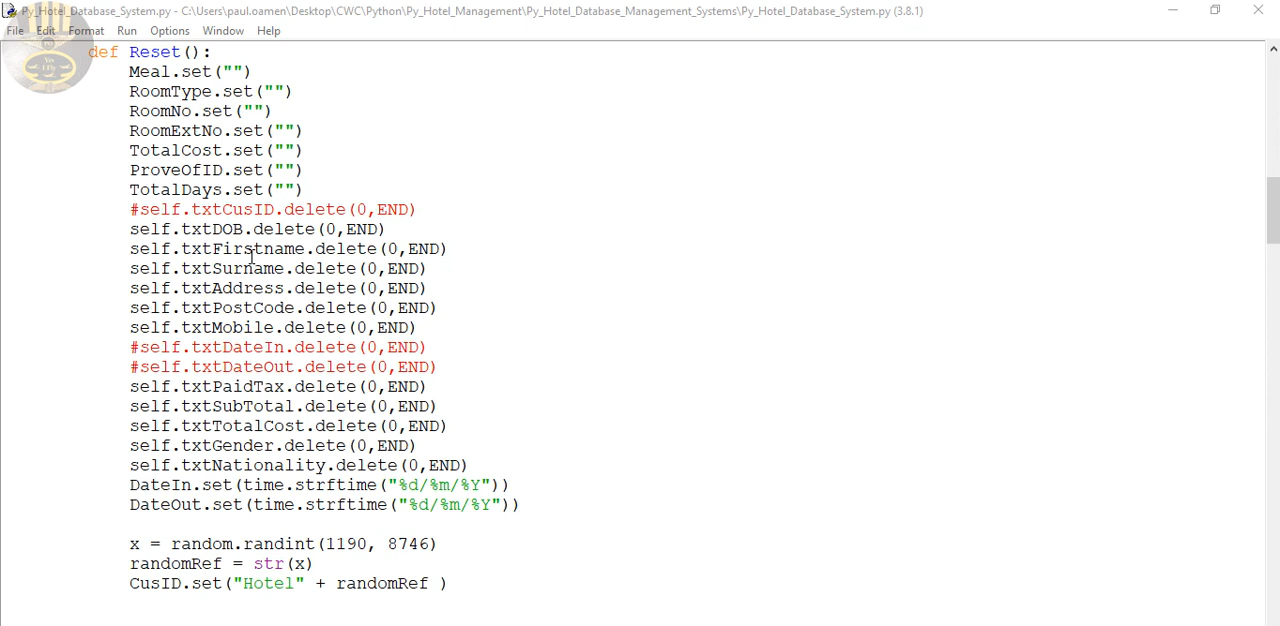 Py_Hotel_Database_System.py - C:\Users\paul.oamen\Desktop\CWC\Python\Py_Hotel_Management\Py_Hotel_Database_Management_Systems\Py_Hotel_Database_System.py (3.8.1)
File Edit Format Run Options Window Help
def Reset():
Meal.set("")
RoomType.set("")
RoomNo.set("")
RoomExtNo.set("")
TotalCost.set("")
ProveOfID.set("")
TotalDays.set("")
#self.txtCusID.delete(0,END)
self.txtDOB.delete(0,END)
self.txtFirstname.delete(0,END)
self.txtSurname.delete(0,END)
self.txtAddress.delete(0,END)
self.txtPostCode.delete(0,END)
self.txtMobile.delete(0,END)
#self.txtDateIn.delete(0,END)
#self.txtDateOut.delete(0,END)
self.txtPaidTax.delete(0,END)
self.txtSubTotal.delete(0,END)
self.txtTotalCost.delete(0,END)
self.txtGender.delete(0,END)
self.txtNationality.delete(0,END)
DateIn.set(time.strftime("%d/%m/%Y"))
DateOut.set(time.strftime("%d/%m/%Y"))
x = random.randint(1190, 8746)
randomRef = str(x)
CusID.set("Hotel" + randomRef )